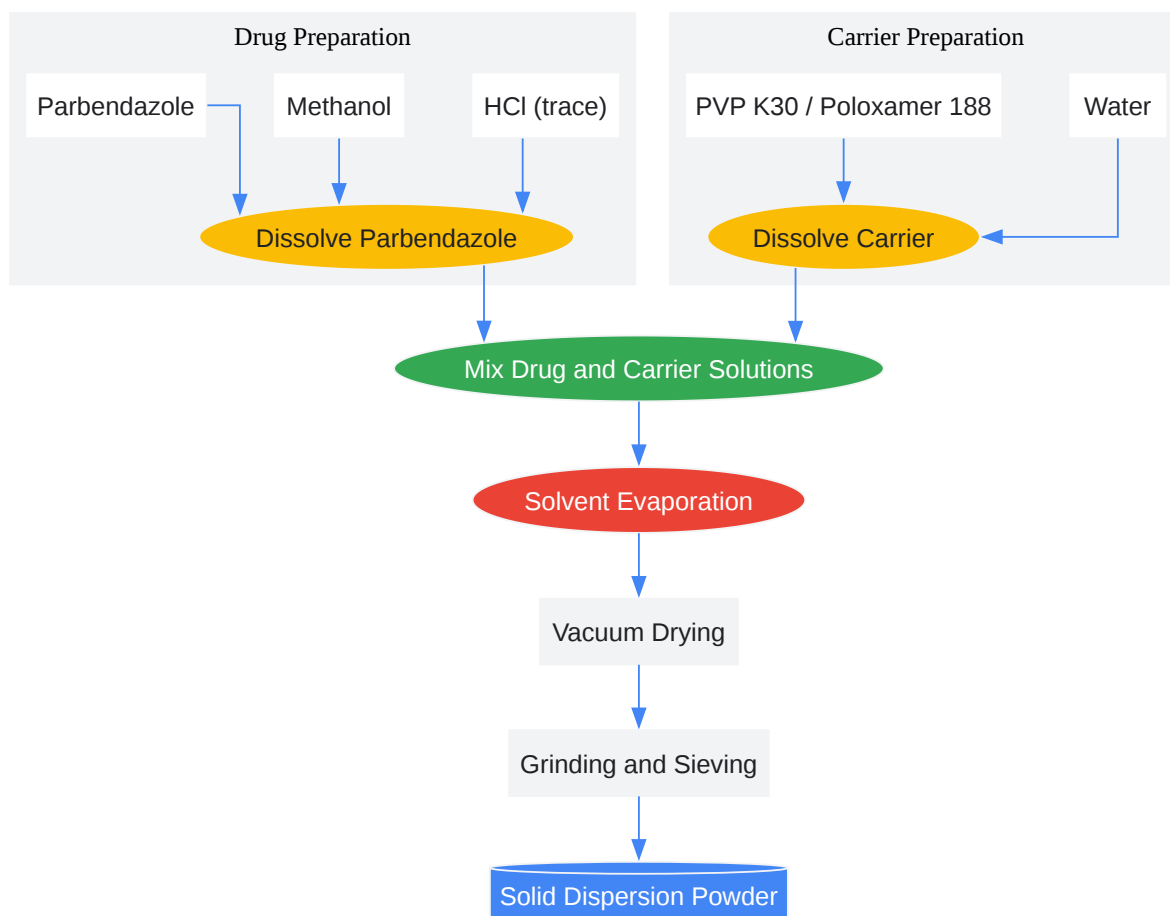 Drug Preparation
Carrier Preparation
Parbendazole
Methanol
HCl (trace)
PVP K30 / Poloxamer 188
Water
Dissolve Parbendazole
Dissolve Carrier
Mix Drug and Carrier Solutions
Solvent Evaporation
Vacuum Drying
Grinding and Sieving
Solid Dispersion Powder